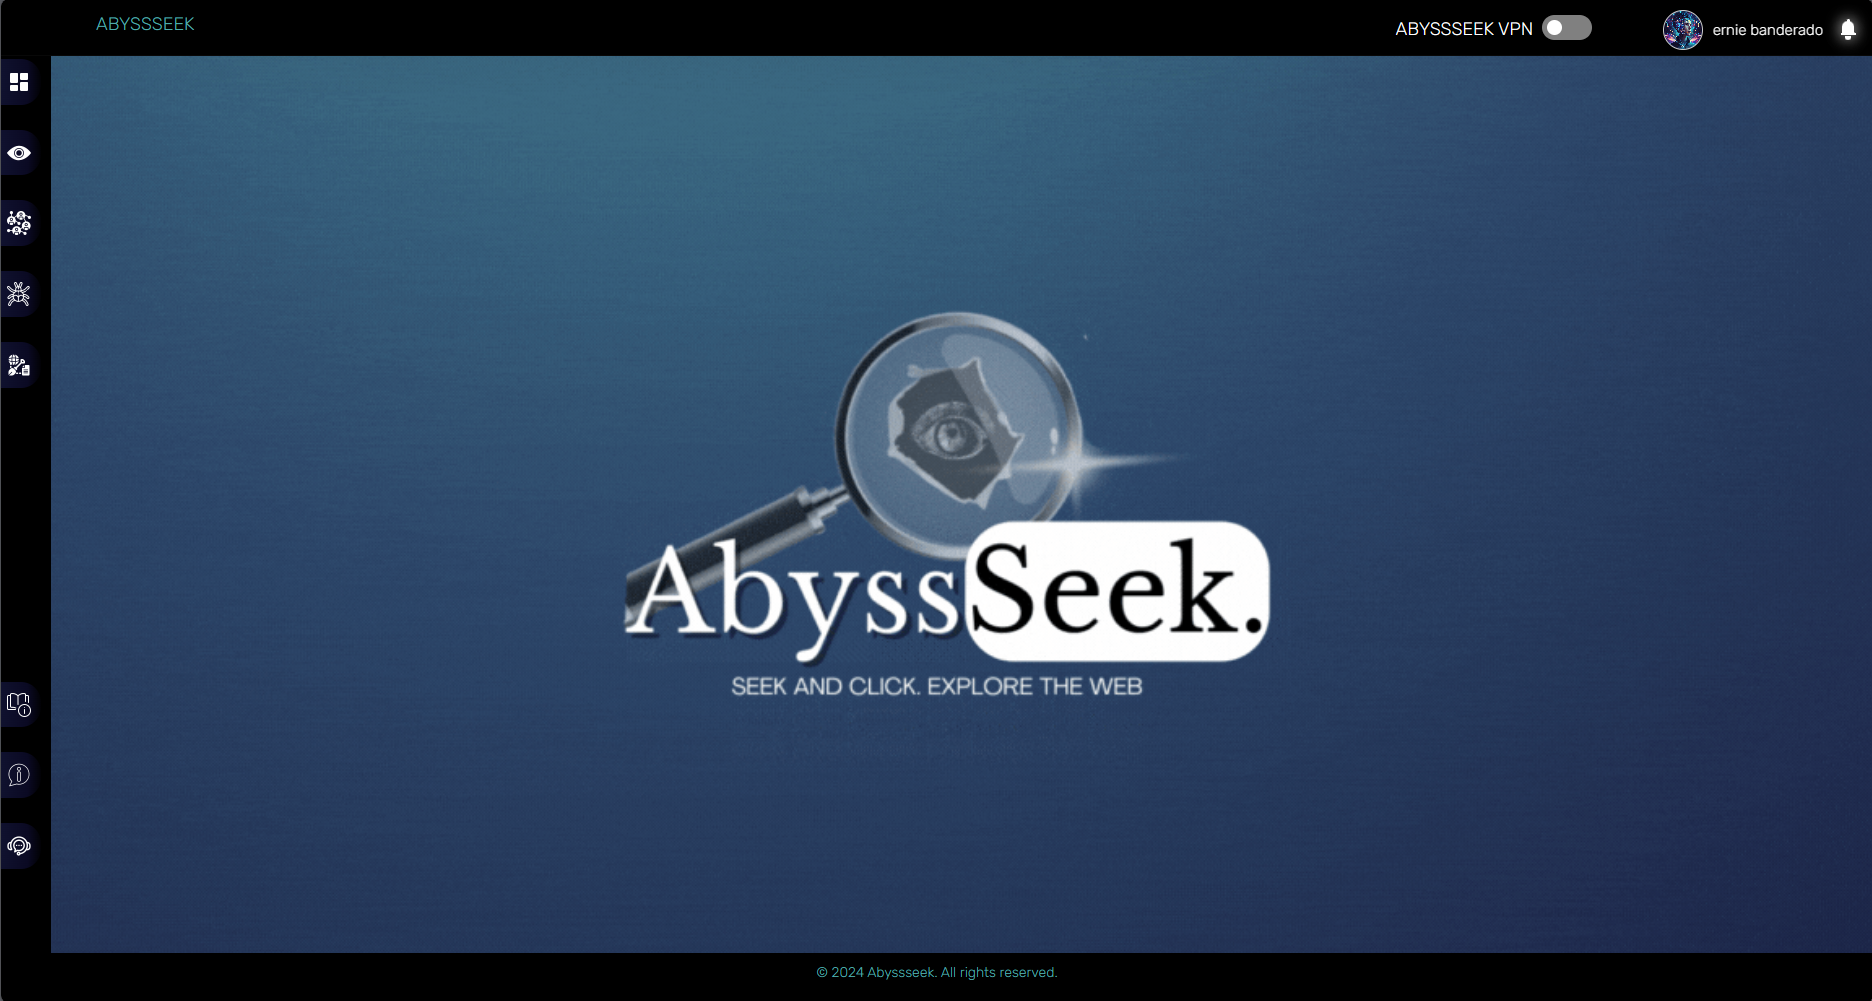 ABYSSSEEK
ABYSSSEEK VPN
ernie banderado
AbyssSeek.
SEEK AND CLICK. EXPLORE THE WEB
© 2024 Abyssseek. All rights reserved.